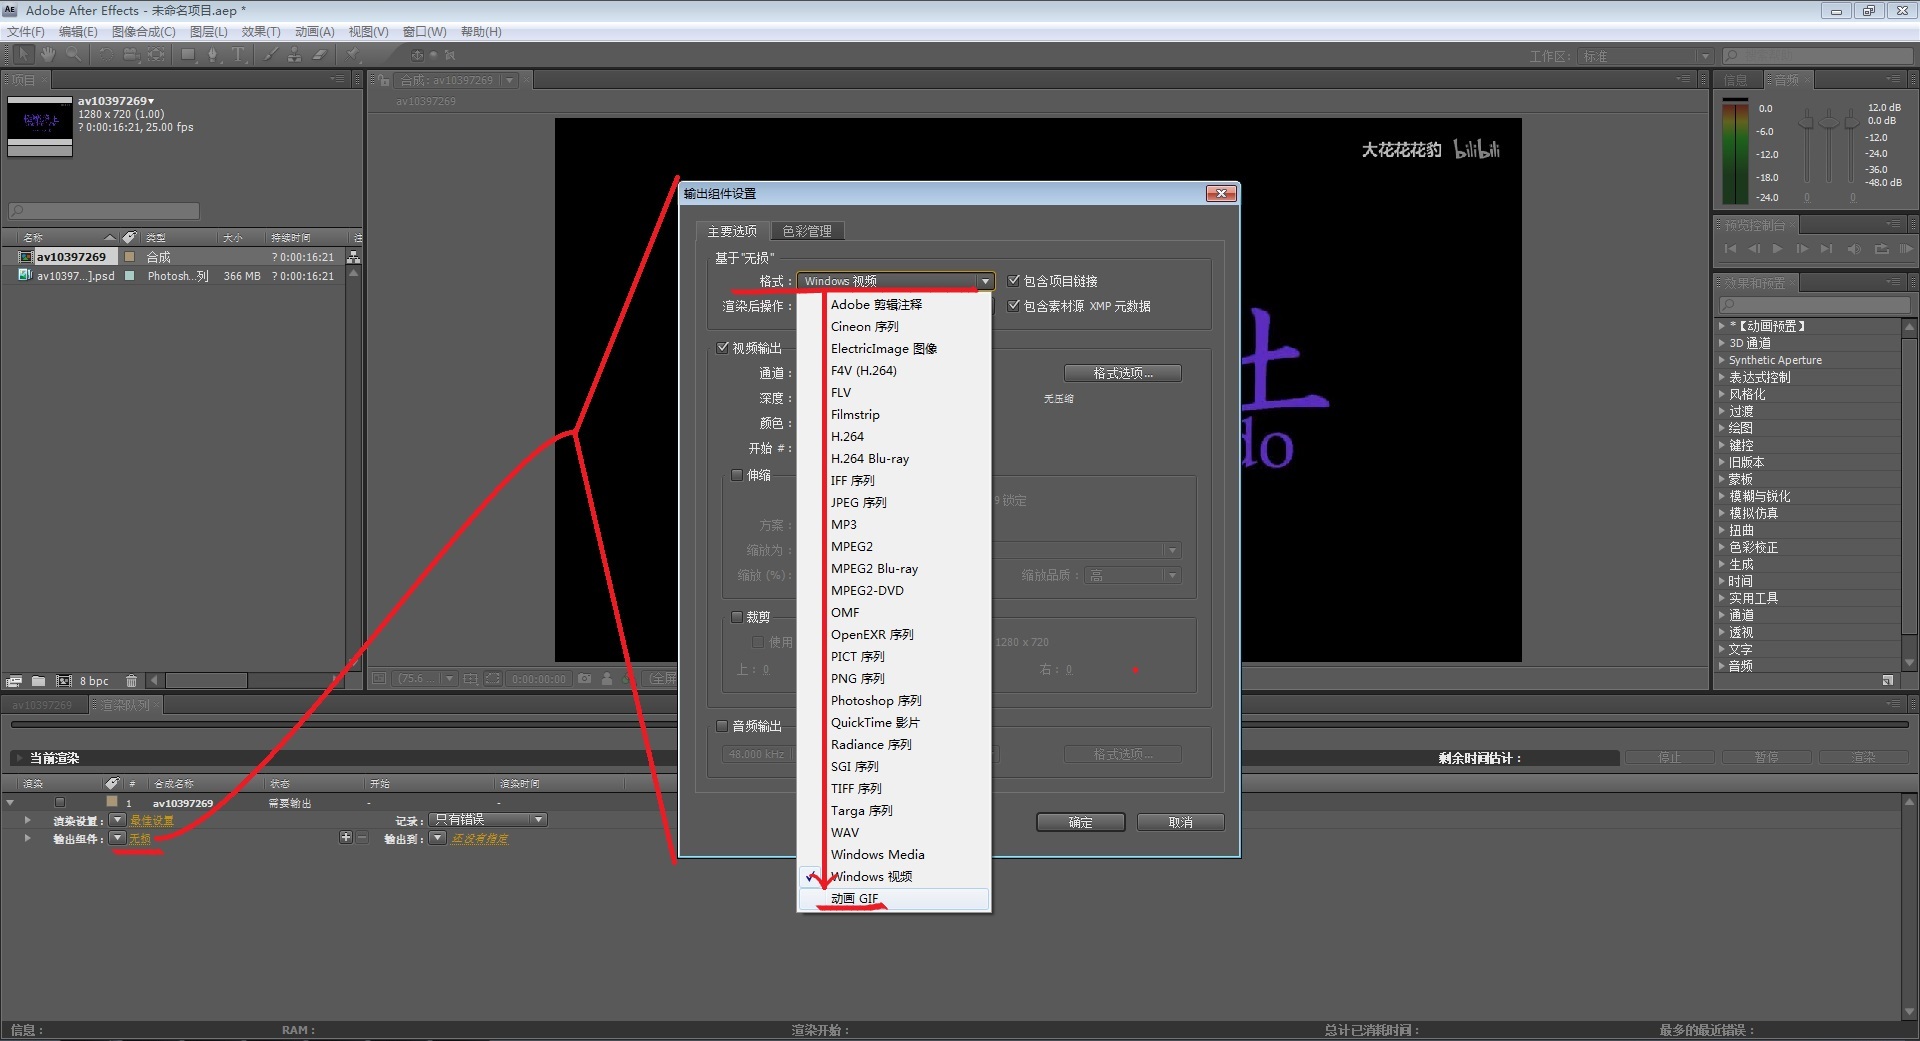 Adobe After Effects - 未命名项目.aep *
文件(F) 编辑(E) 图像合成(C) 图层(L) 效果(T) 动画(A) 视图(V) 窗口(W) 帮助(H)
工作区: 标准
项目
av10397269▾
1280 x 720 (1.00)
? 0:00:16:21, 25.00 fps
名称 类型 大小 持续时间 注
av10397269 合成 ? 0:00:16:21
av10397...].psd Photosh...列 366 MB ? 0:00:16:21
8 bpc
合成: av10397269
av10397269
大花花花豹 bilibili
上
do
(75.6... 0:00:00:00 (全屏
输出组件设置
主要选项 色彩管理
基于"无损"
格式： Windows 视频 包含项目链接
渲染后操作： 包含素材源 XMP 元数据
视频输出
通道： 格式选项...
深度： 无压缩
颜色：
开始 #：
伸缩
锁定
方案：
缩放为：
缩放 (%)： 缩放品质： 高
裁剪
使用 1280 x 720
上： 0 右： 0
音频输出
48.000 kHz 格式选项...
确定 取消
Adobe 剪辑注释
Cineon 序列
ElectricImage 图像
F4V (H.264)
FLV
Filmstrip
H.264
H.264 Blu-ray
IFF 序列
JPEG 序列
MP3
MPEG2
MPEG2 Blu-ray
MPEG2-DVD
OMF
OpenEXR 序列
PICT 序列
PNG 序列
Photoshop 序列
QuickTime 影片
Radiance 序列
SGI 序列
TIFF 序列
Targa 序列
WAV
Windows Media
Windows 视频
动画 GIF
信息 音频
0.0
-6.0
-12.0
-18.0
-24.0
12.0 dB
0.0 dB
-12.0
-24.0
-36.0
-48.0 dB
0 0
预览控制台
效果和预置
*【动画预置】
3D 通道
Synthetic Aperture
表达式控制
风格化
过渡
绘图
键控
旧版本
蒙板
模糊与锐化
模拟仿真
扭曲
色彩校正
生成
时间
实用工具
通道
透视
文字
音频
av10397269 渲染队列
当前渲染 剩余时间估计： 停止 暂停 渲染
渲染 # 合成名称 状态 开始 渲染时间
1 av10397269 需要输出 - -
渲染设置： 最佳设置 记录： 只有错误
输出组件： 无损 输出到： 还没有指定
信息： RAM： 渲染开始： 总计已消耗时间： 最多的最近错误：